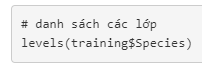 # danh sách các lớp
levels(training$Species)